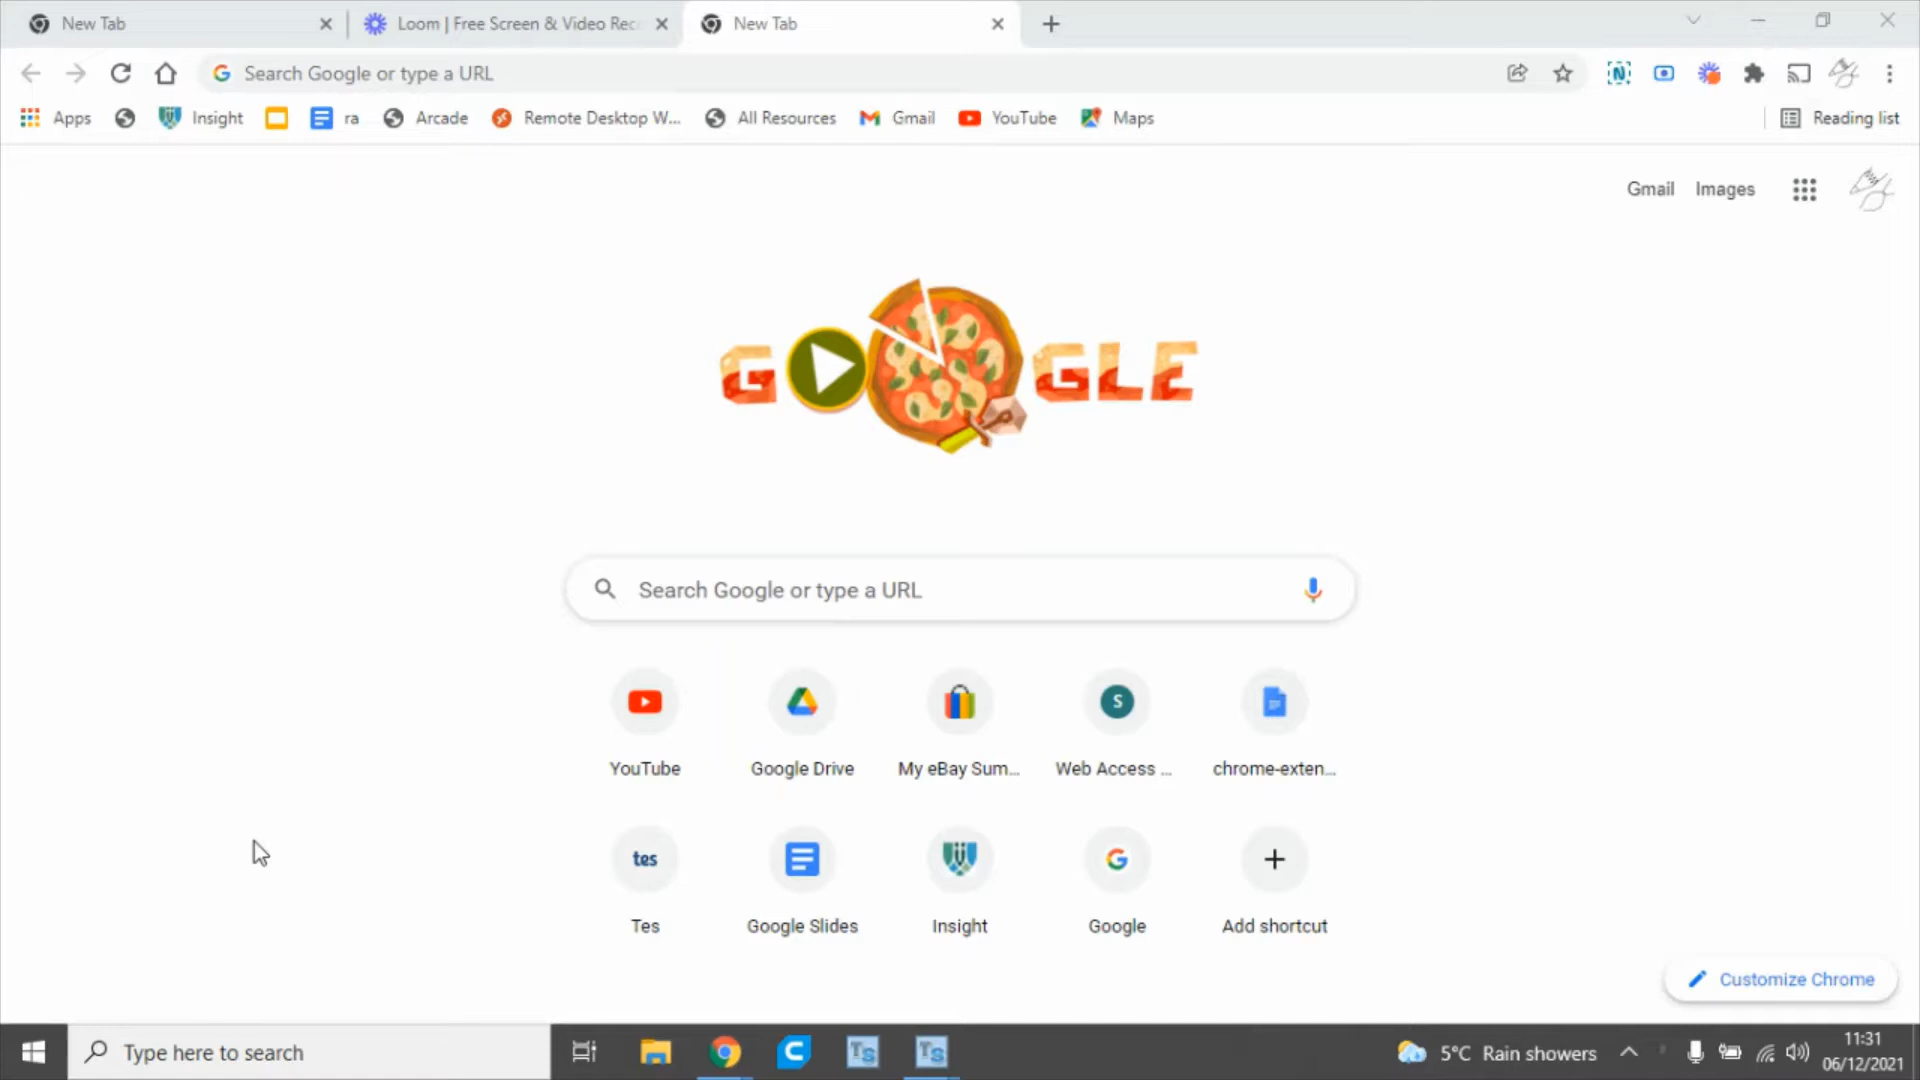 New Tab
Loom | Free Screen & Video Rec
New Tab
Search Google or type a URL
Apps
Insight
ra
Arcade
Remote Desktop W...
All Resources
Gmail
YouTube
Maps
Reading list
Gmail
Images
GOOGLE
Search Google or type a URL
YouTube
Google Drive
My eBay Sum...
S
Web Access ...
chrome-exten...
tes
Tes
Google Slides
Insight
Google
Add shortcut
Customize Chrome
Type here to search
Ts
Ts
5°C Rain showers
11:31
06/12/2021